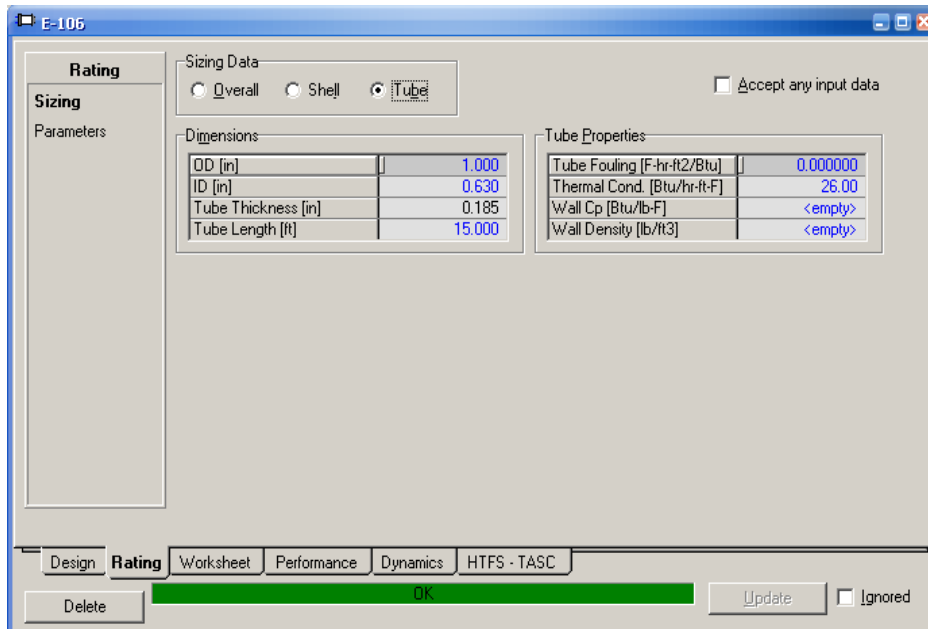 E-106
Rating
Sizing
Parameters
Sizing Data
Overall Shell Tube
Accept any input data
Dimensions
OD [in] 1.000
ID [in] 0.630
Tube Thickness [in] 0.185
Tube Length [ft] 15.000
Tube Properties
Tube Fouling [F-hr-ft2/Btu] 0.000000
Thermal Cond. [Btu/hr-ft-F] 26.00
Wall Cp [Btu/lb-F] <empty>
Wall Density [lb/ft3] <empty>
Design Rating Worksheet Performance Dynamics HTFS - TASC
Delete OK Update Ignored